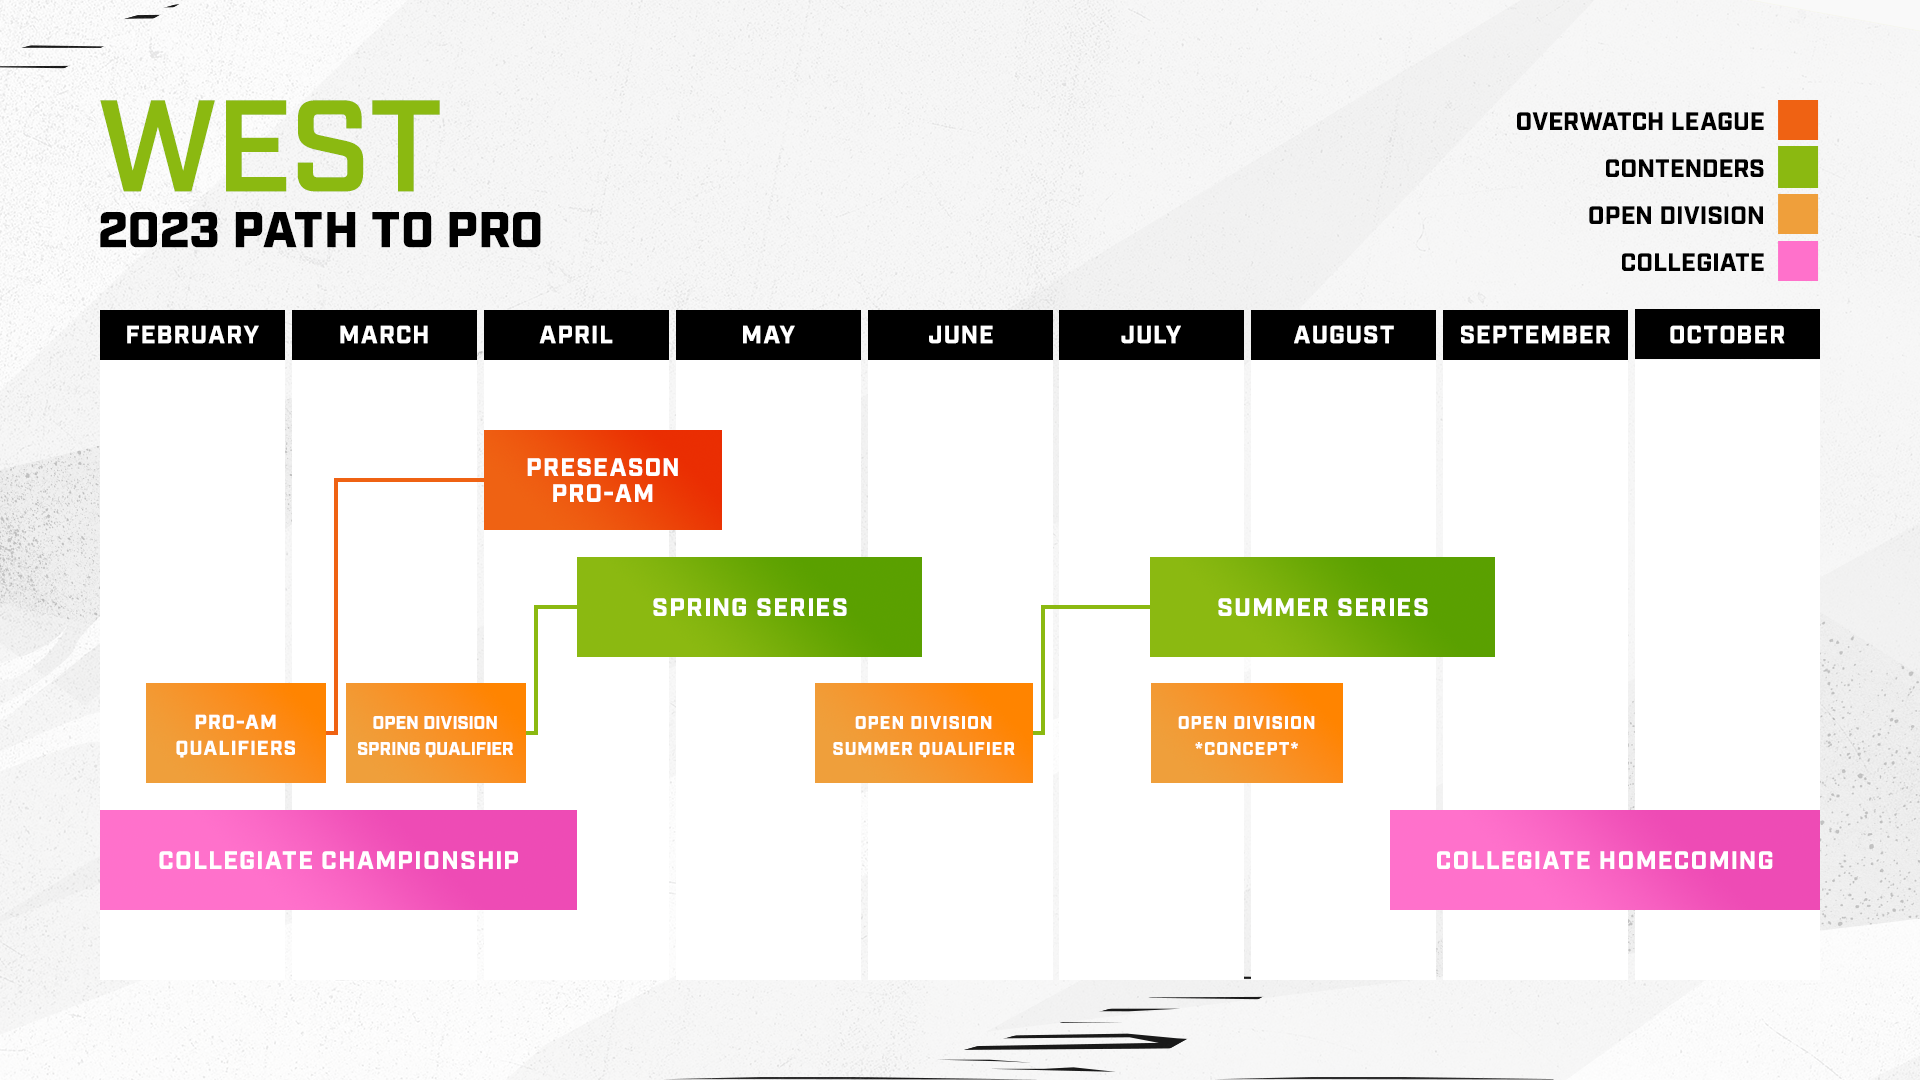 WEST
2023 PATH TO PRO
OVERWATCH LEAGUE
CONTENDERS
OPEN DIVISION
COLLEGIATE
FEBRUARY
MARCH
APRIL
MAY
JUNE
JULY
AUGUST
SEPTEMBER
OCTOBER
PRESEASON
PRO-AM
SPRING SERIES
SUMMER SERIES
PRO-AM
QUALIFIERS
OPEN DIVISION
SPRING QUALIFIER
OPEN DIVISION
SUMMER QUALIFIER
OPEN DIVISION
*CONCEPT*
COLLEGIATE CHAMPIONSHIP
COLLEGIATE HOMECOMING